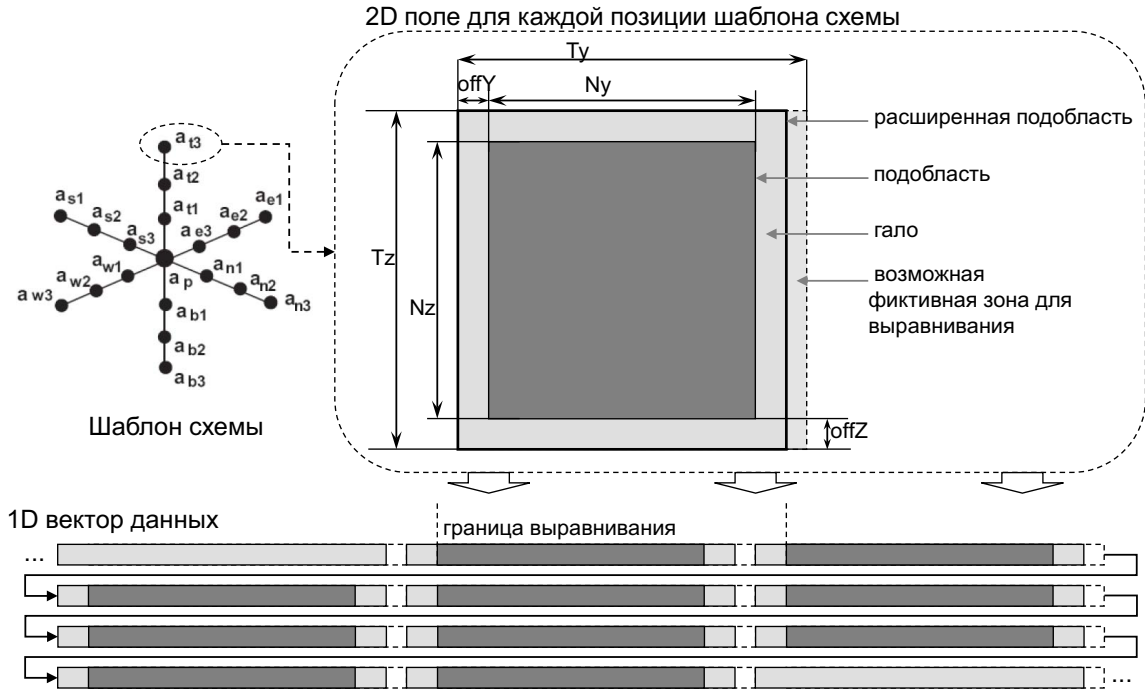 2D поле для каждой позиции шаблона схемы
Ty
offY
Ny
Tz
Nz
offZ
расширенная подобласть
подобласть
гало
возможная
фиктивная зона для
выравнивания
a t3
a t2
a t1
a s1
a s2
a s3
a e1
a e2
a e3
a w1
a w2
a w3
a p
a n1
a n2
a n3
a b1
a b2
a b3
Шаблон схемы
1D вектор данных
граница выравнивания
...
...